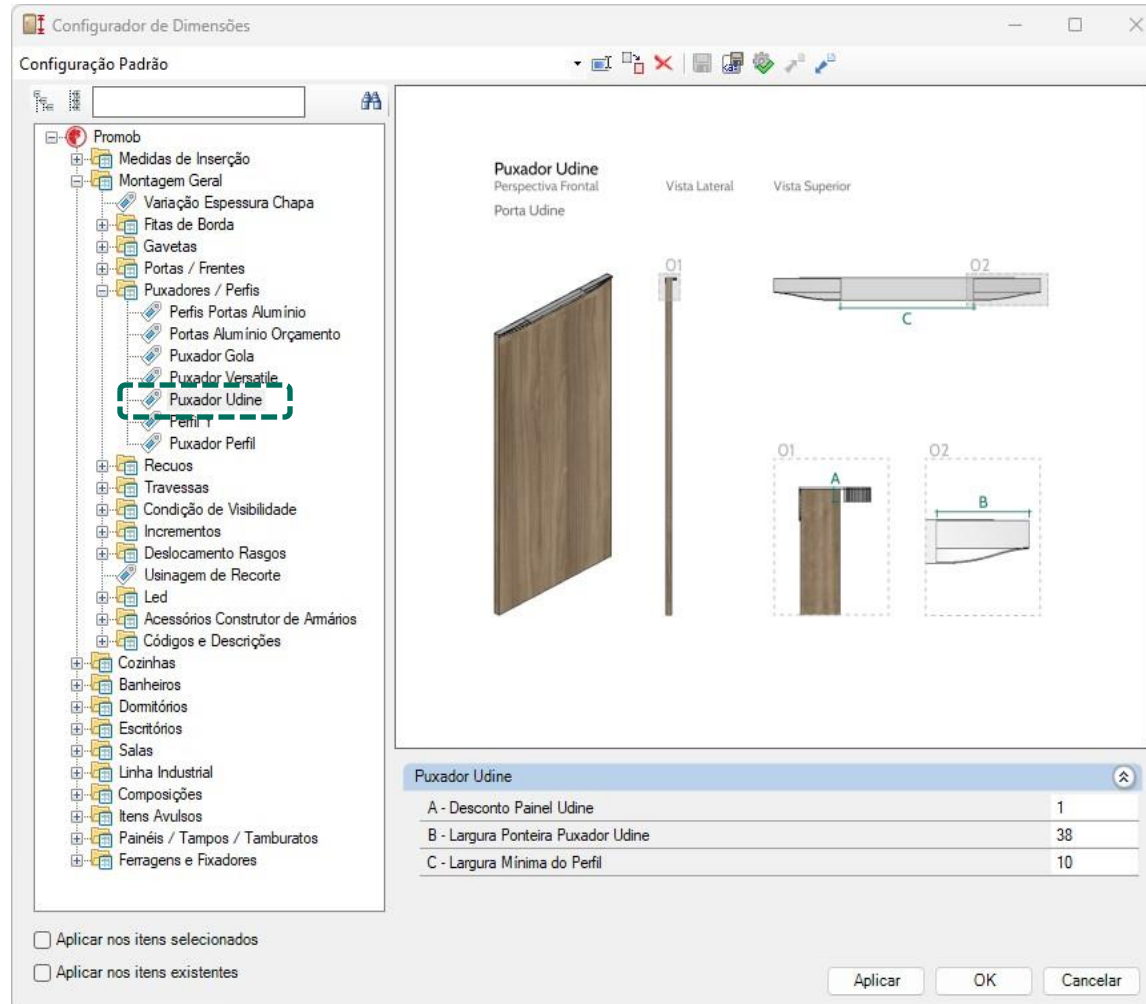 Configurador de Dimensões
Configuração Padrão
Promob
Medidas de Inserção
Montagem Geral
Variação Espessura Chapa
Fitas de Borda
Gavetas
Portas / Frentes
Puxadores / Perfis
Perfis Portas Alumínio
Portas Alumínio Orçamento
Puxador Gola
Puxador Versatile
Puxador Udine
Perfil Y
Puxador Perfil
Recuos
Travessas
Condição de Visibilidade
Incrementos
Deslocamento Rasgos
Usinagem de Recorte
Led
Acessórios Construtor de Armários
Códigos e Descrições
Cozinhas
Banheiros
Dormitórios
Escritórios
Salas
Linha Industrial
Composições
Itens Avulsos
Painéis / Tampos / Tamburatos
Ferragens e Fixadores
Puxador Udine
Perspectiva Frontal Vista Lateral Vista Superior
Porta Udine
01 02
C
01 02
A
B
Puxador Udine
A - Desconto Painel Udine 1
B - Largura Ponteira Puxador Udine 38
C - Largura Mínima do Perfil 10
Aplicar nos itens selecionados
Aplicar nos itens existentes
Aplicar OK Cancelar